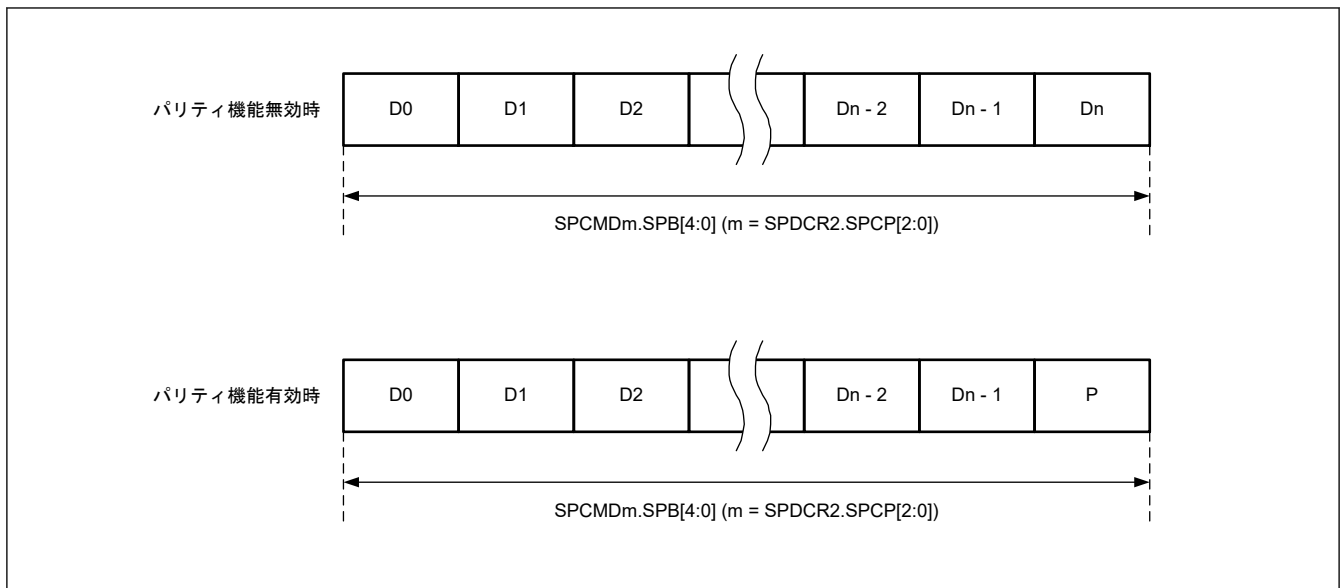 パリティ機能無効時 D0 D1 D2 Dn - 2 Dn - 1 Dn
SPCMDm.SPB[4:0] (m = SPDCR2.SPCP[2:0])
パリティ機能有効時 D0 D1 D2 Dn - 2 Dn - 1 P
SPCMDm.SPB[4:0] (m = SPDCR2.SPCP[2:0])